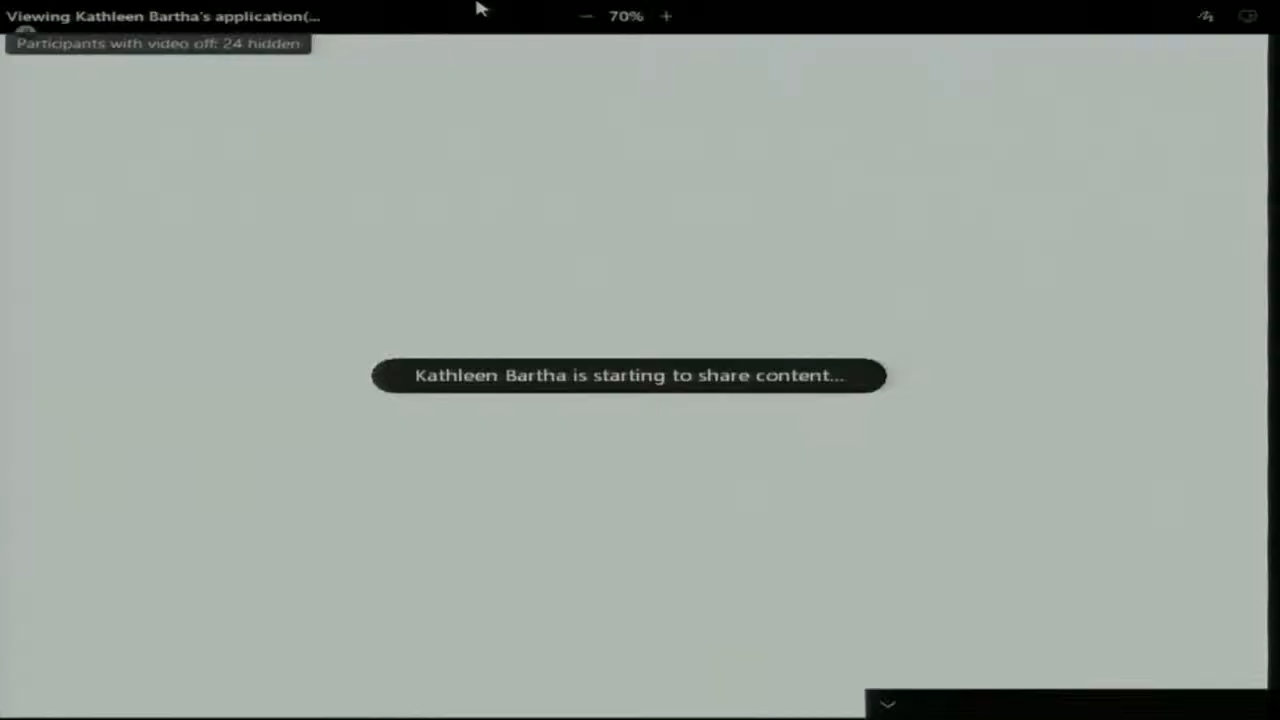 Viewing Kathleen Bartha's application(...
— 70% +
Participants with video off: 24 hidden
Kathleen Bartha is starting to share content...